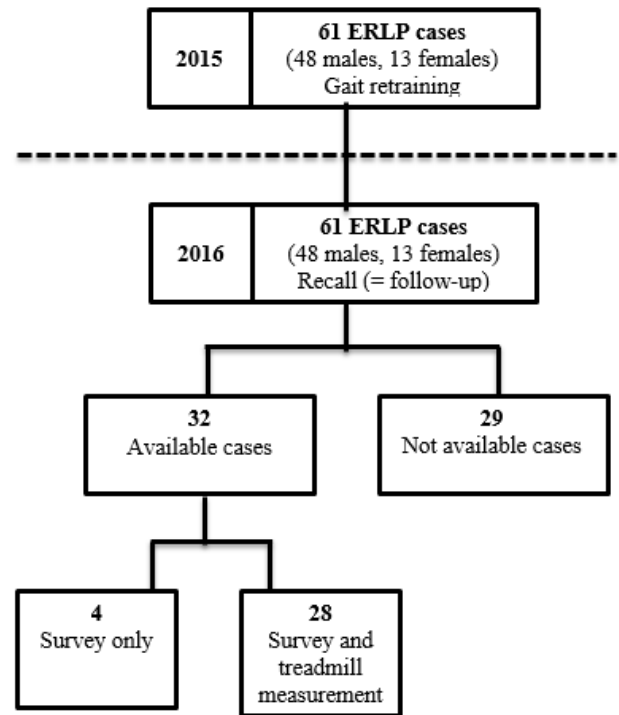 2015
61 ERLP cases
(48 males, 13 females)
Gait retraining
2016
61 ERLP cases
(48 males, 13 females)
Recall (= follow-up)
32
Available cases
29
Not available cases
4
Survey only
28
Survey and
treadmill
measurement